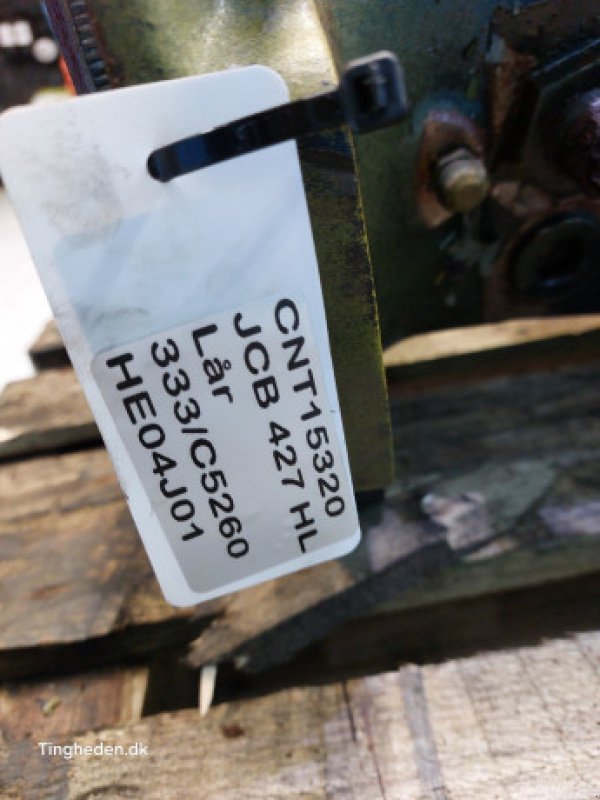 CNT15320
JCB 427 HL
Lår
333/C5260
HE04J01
Tingheden.dk